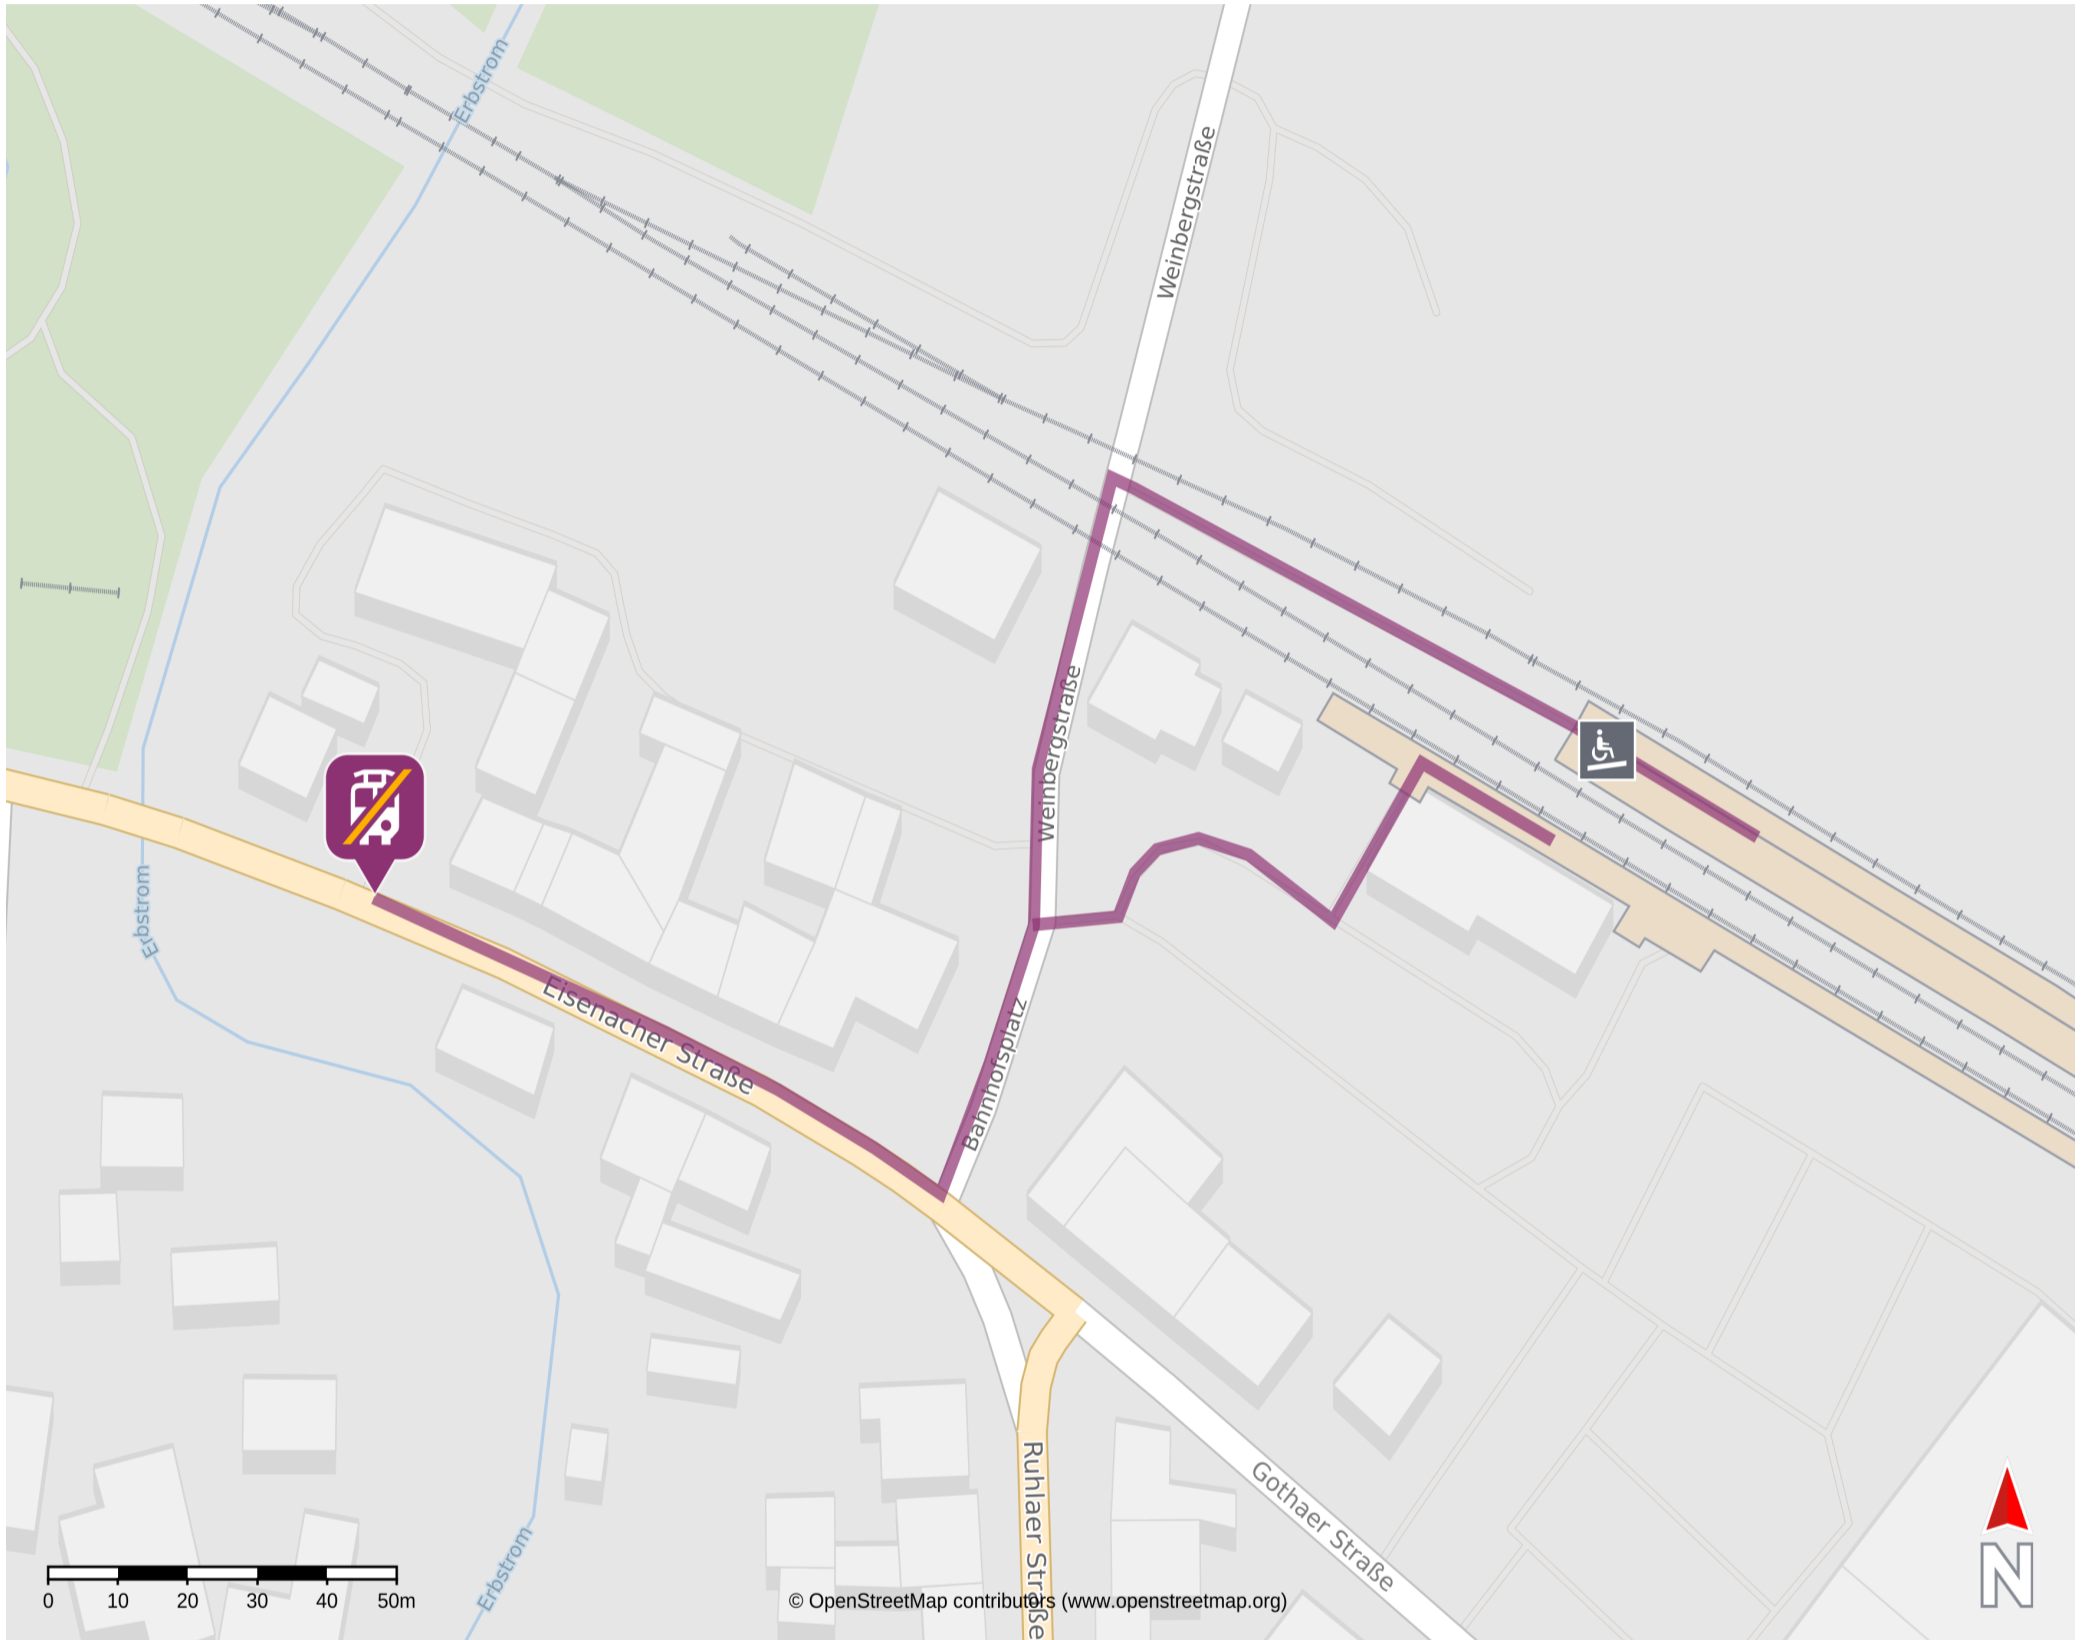 Erbstrom
Weinbergstraße
Weinbergstraße
Erbstrom
Eisenacher Straße
Bahnhofsplatz
Ruhlaer Straße
Gothaer Straße
Erbstrom
0 10 20 30 40 50m
© OpenStreetMap contributors (www.openstreetmap.org)
N